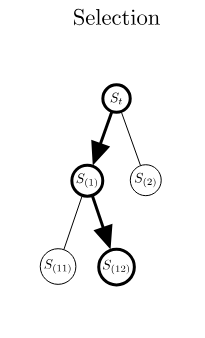 Selection
S_t
S_(1)
S_(2)
S_(11)
S_(12)